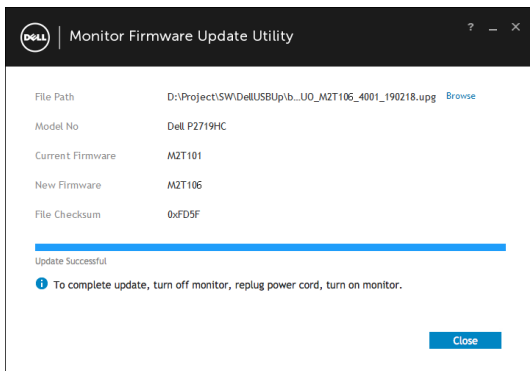 DELL Monitor Firmware Update Utility ? _ ×
File Path D:\Project\SW\DellUSBUp\b...UO_M2T106_4001_190218.upg Browse
Model No Dell P2719HC
Current Firmware M2T101
New Firmware M2T106
File Checksum 0xFD5F
Update Successful
i To complete update, turn off monitor, replug power cord, turn on monitor.
Close